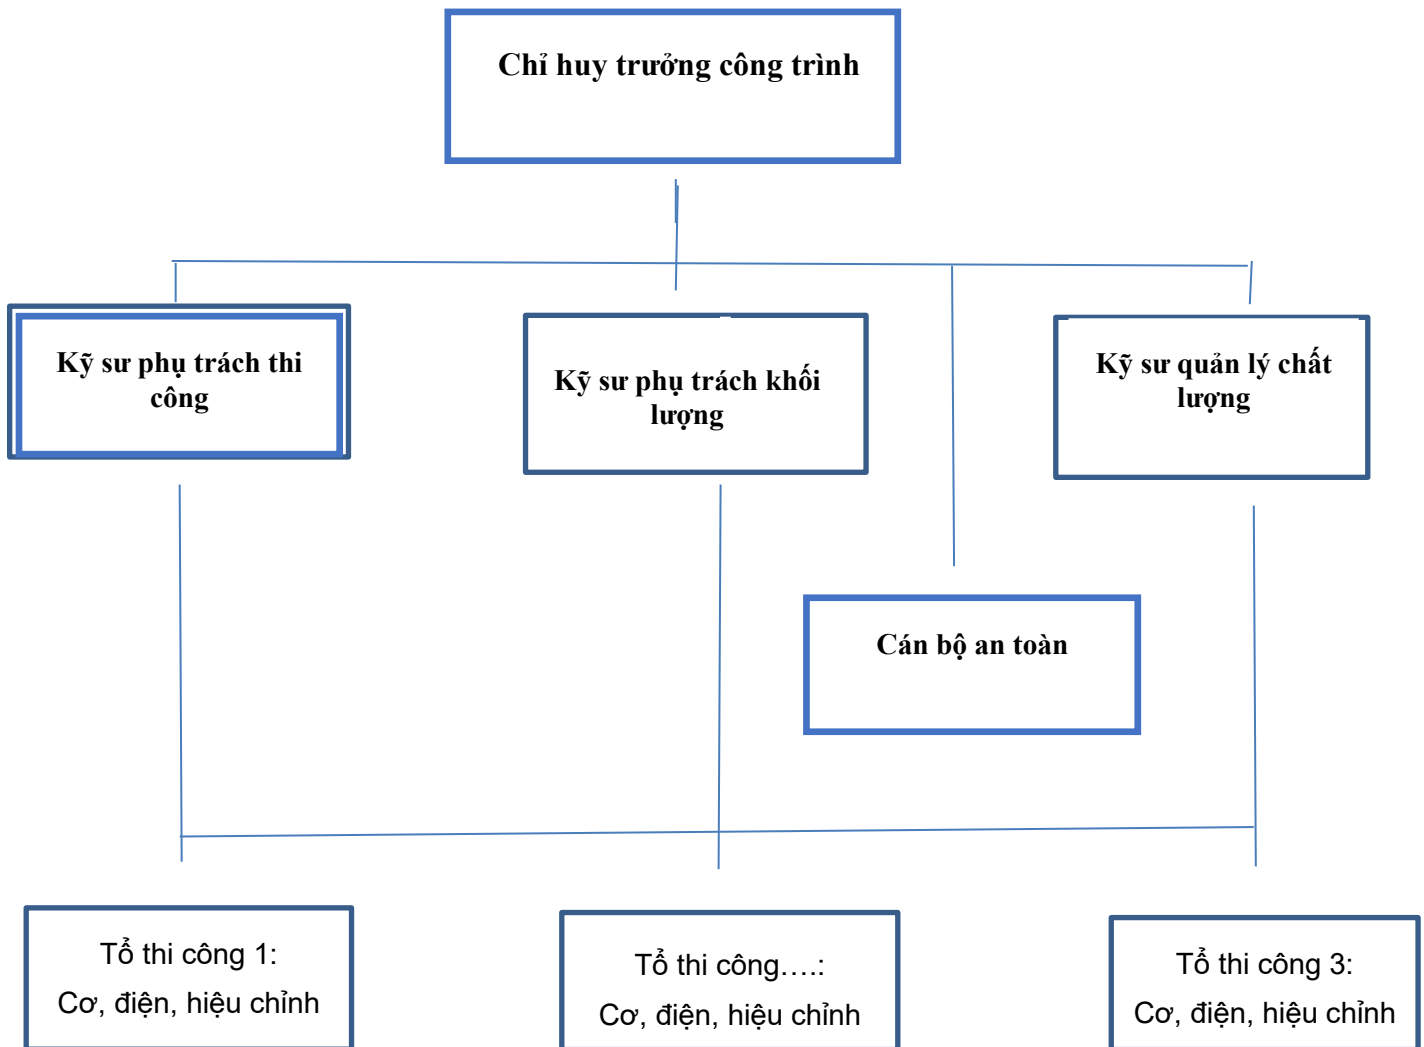 Chỉ huy trưởng công trình
Kỹ sư phụ trách thi
công
Kỹ sư phụ trách khối
lượng
Kỹ sư quản lý chất
lượng
Cán bộ an toàn
Tổ thi công 1:
Cơ, điện, hiệu chỉnh
Tổ thi công….:
Cơ, điện, hiệu chỉnh
Tổ thi công 3:
Cơ, điện, hiệu chỉnh